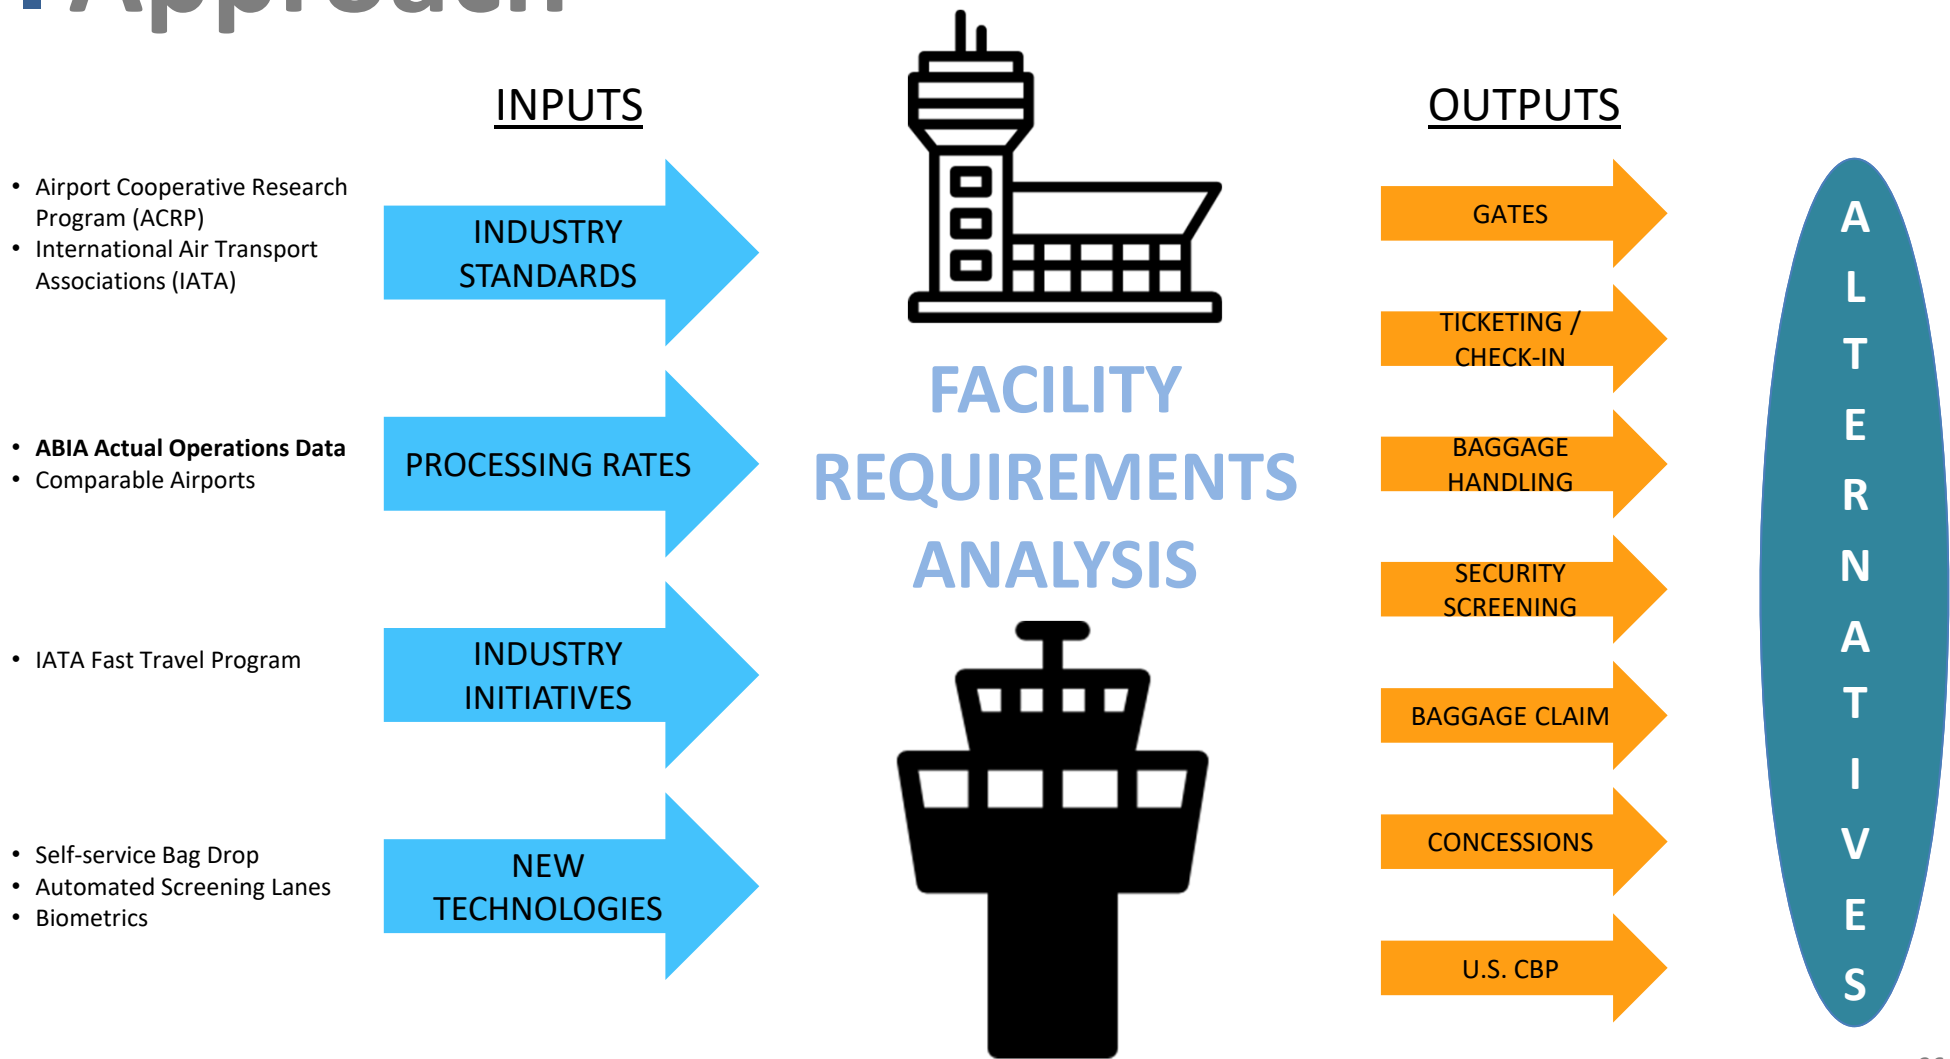 Approach
INPUTS
• Airport Cooperative Research
Program (ACRP)
• International Air Transport
Associations (IATA)
INDUSTRY
STANDARDS
• ABIA Actual Operations Data
• Comparable Airports
PROCESSING RATES
• IATA Fast Travel Program
INDUSTRY
INITIATIVES
• Self-service Bag Drop
• Automated Screening Lanes
• Biometrics
NEW
TECHNOLOGIES
FACILITY
REQUIREMENTS
ANALYSIS
OUTPUTS
GATES
TICKETING /
CHECK-IN
BAGGAGE
HANDLING
SECURITY
SCREENING
BAGGAGE CLAIM
CONCESSIONS
U.S. CBP
A
L
T
E
R
N
A
T
I
V
E
S